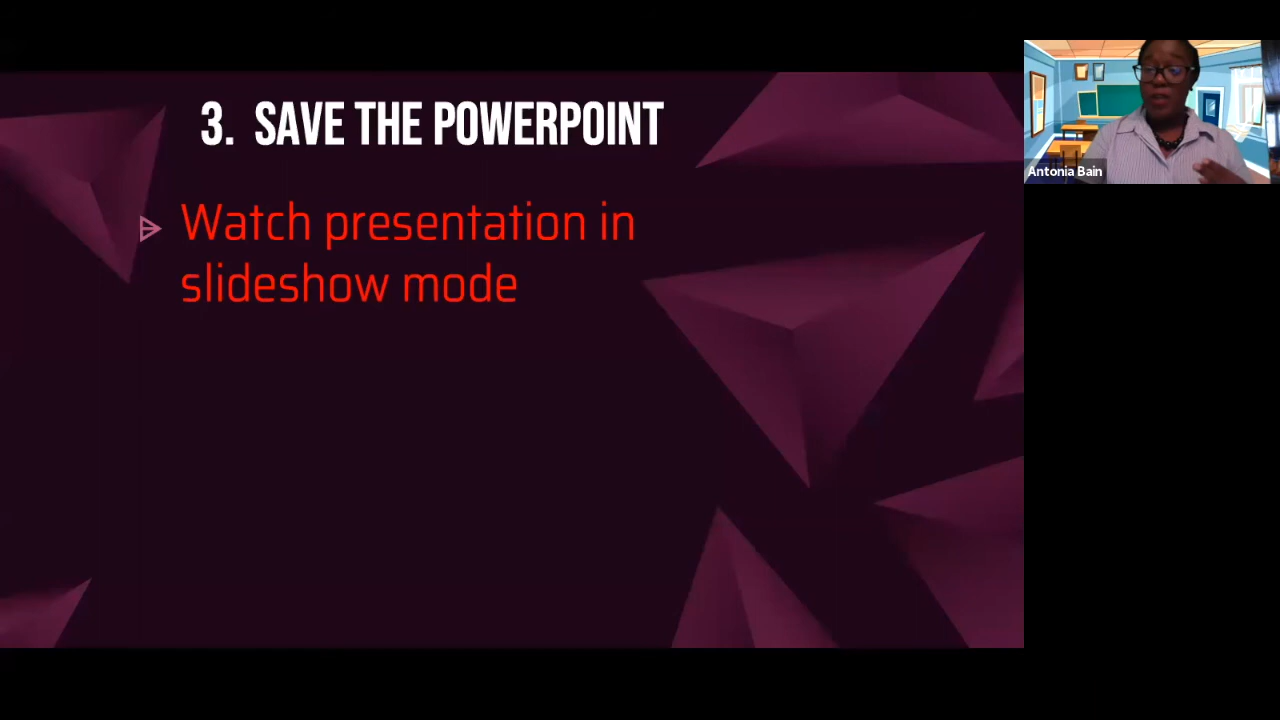 3. SAVE THE POWERPOINT
Watch presentation in
slideshow mode
Antonia Bain